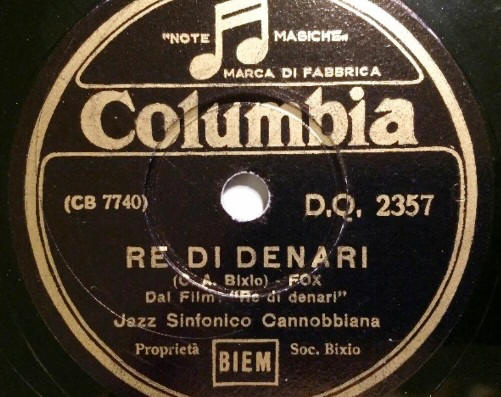 "NOTE MAGICHE"
MARCA DI FABBRICA
Columbia
(CB 7740) D.Q. 2357
RE DI DENARI
(C. A. Bixio) - FOX
Dal Film: "Re di denari"
Jazz Sinfonico Cannobbiana
Proprietà BIEM Soc. Bixio